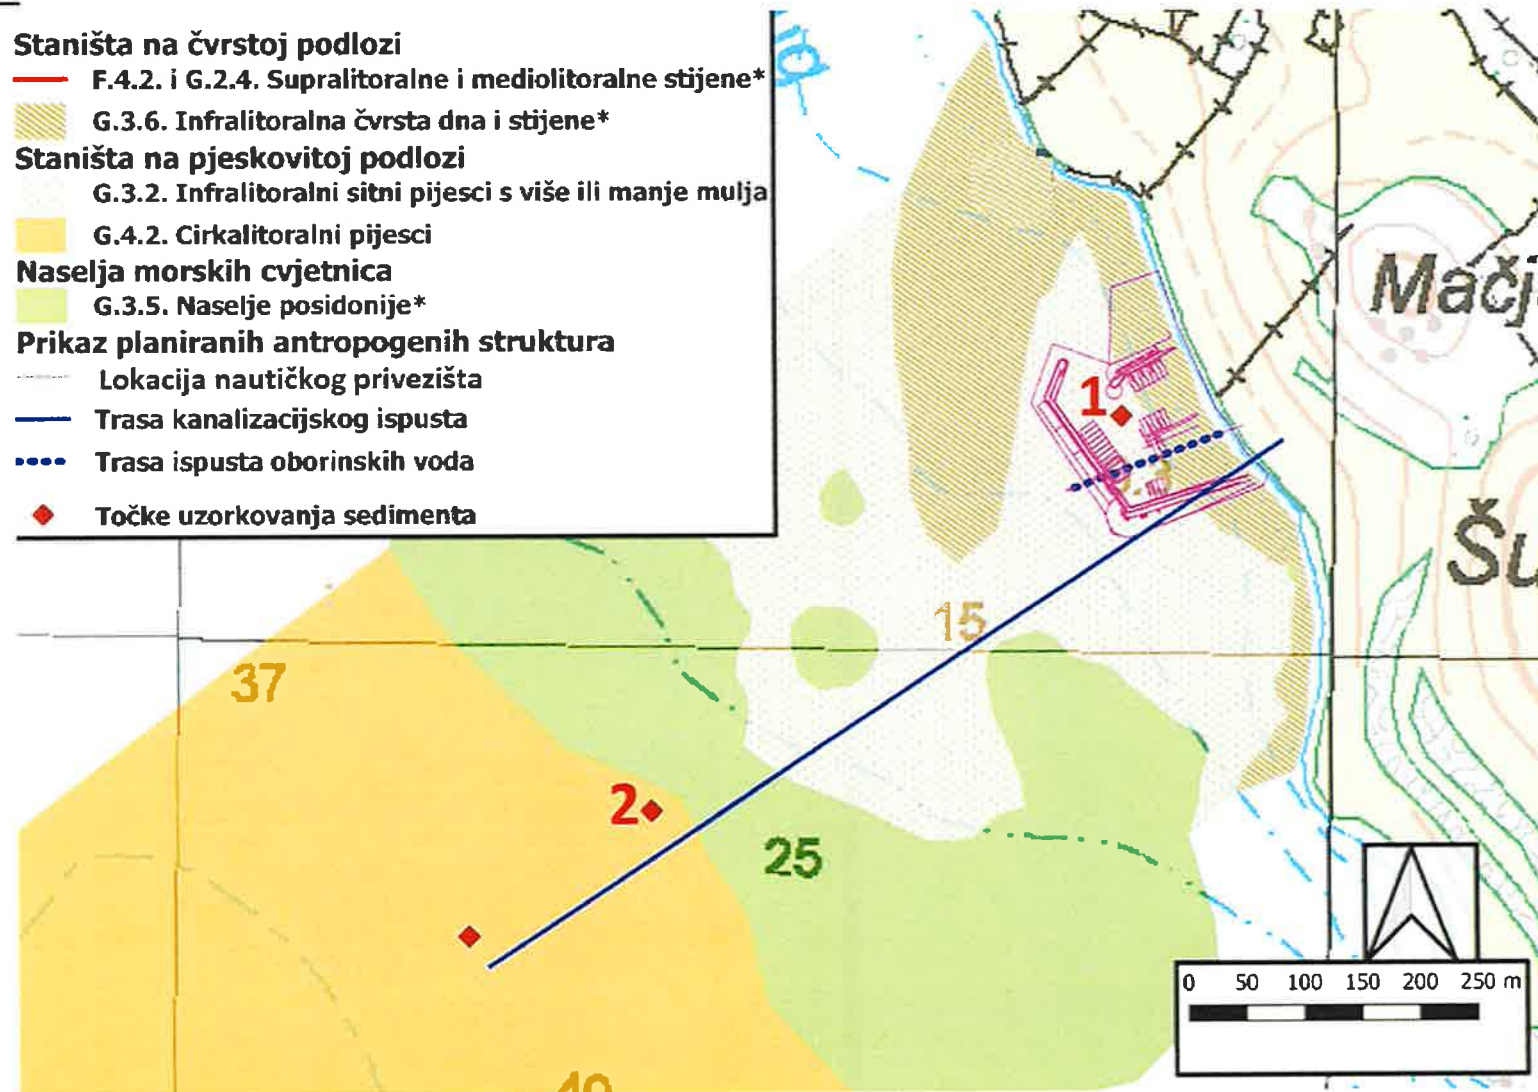 Staništa na čvrstoj podlozi
F.4.2. i G.2.4. Supralitoralne i mediolitoralne stijene*
G.3.6. Infralitoralna čvrsta dna i stijene*
Staništa na pjeskovitoj podlozi
G.3.2. Infralitoralni sitni pijesci s više ili manje mulja
G.4.2. Cirkalitoralni pijesci
Naselja morskih cvjetnica
G.3.5. Naselje posidonije*
Prikaz planiranih antropogenih struktura
Lokacija nautičkog privezišta
Trasa kanalizacijskog ispusta
Trasa ispusta oborinskih voda
Točke uzorkovanja sedimenta
Mačj
1
Šu
15
37
2
25
40
0 50 100 150 200 250 m